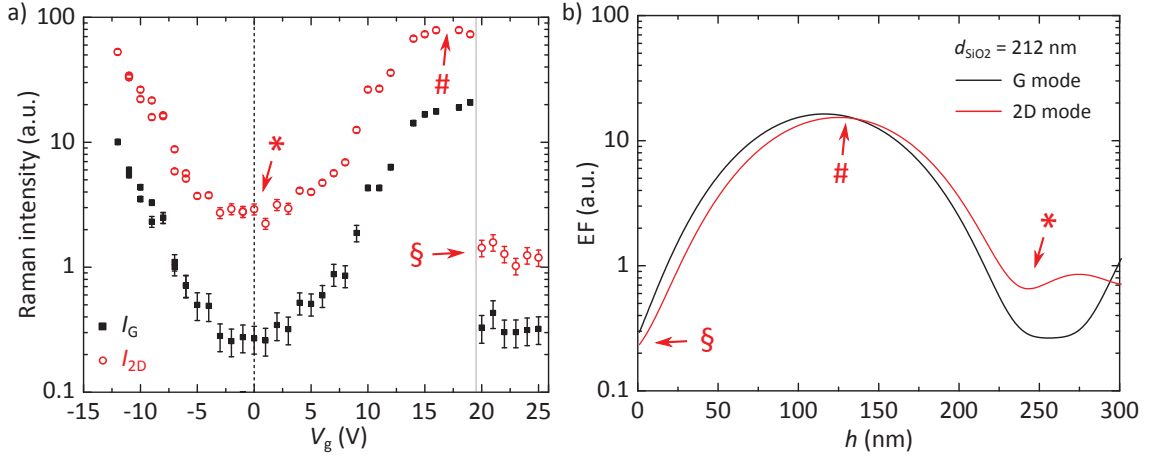 a)
Raman intensity (a.u.)
100
10
1
0.1
*
#
§
I_G
I_2D
-15 -10 -5 0 5 10 15 20 25
V_g (V)
b)
EF (a.u.)
100
10
1
0.1
d_SiO2 = 212 nm
G mode
2D mode
#
*
§
0 50 100 150 200 250 300
h (nm)